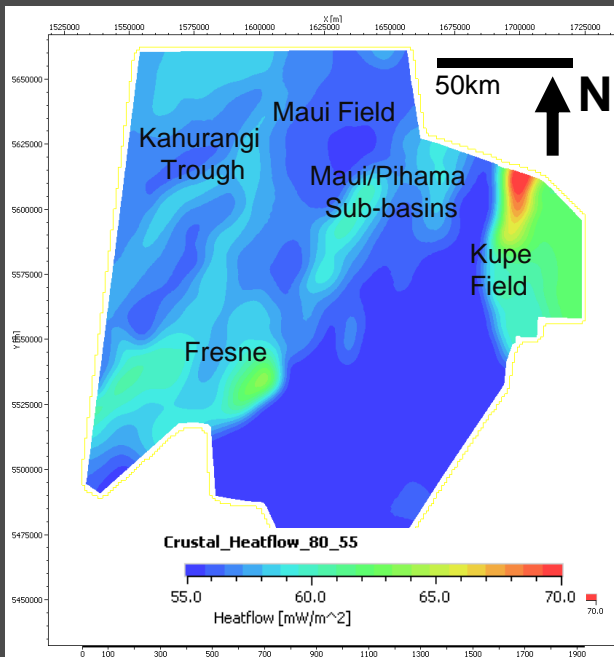 X [m]
1525000 1550000 1575000 1600000 1625000 1650000 1675000 1700000 1725000
5650000
50km
N
Maui Field
Kahurangi
Trough
5625000
Maui/Pihama
Sub-basins
5600000
Kupe
Field
5575000
Y [m]
5550000
Fresne
5525000
5500000
5475000
Crustal_Heatflow_80_55
55.0 60.0 65.0 70.0
70.0
Heatflow [mW/m^2]
5450000
0 100 300 500 700 900 1100 1300 1500 1700 1900